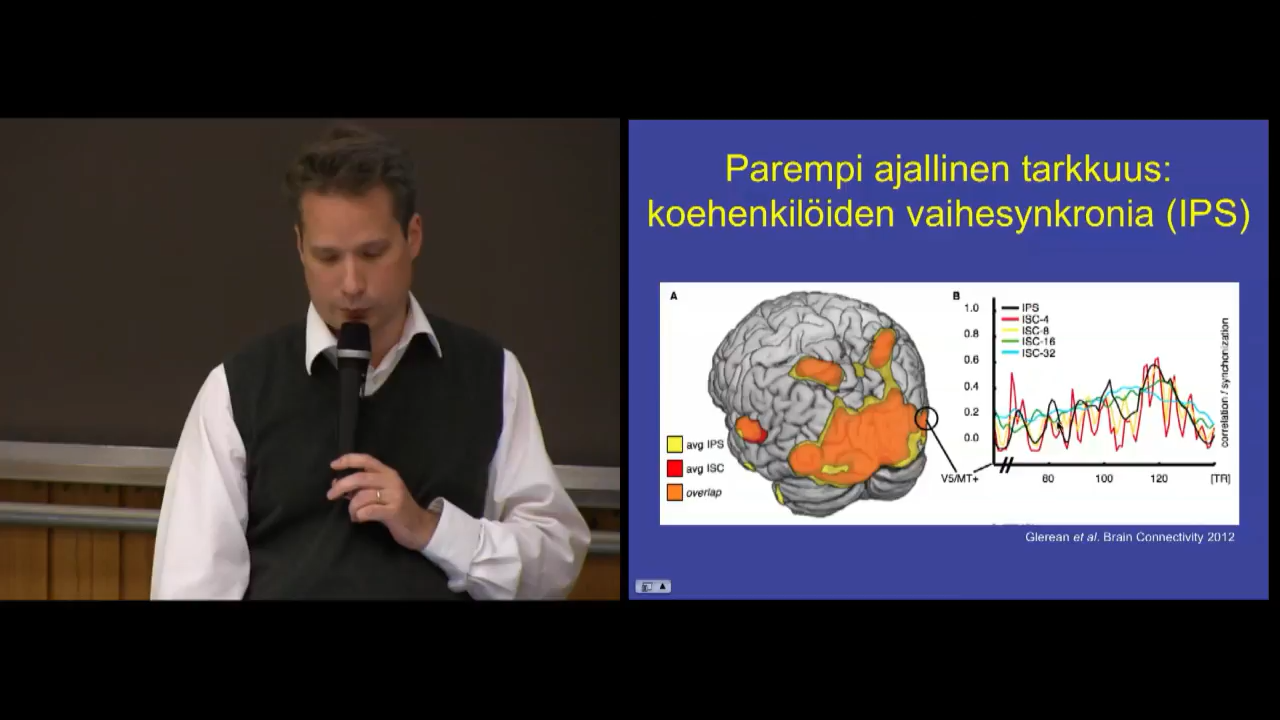 Parempi ajallinen tarkkuus:
koehenkilöiden vaihesynkronia (IPS)
A
avg IPS
avg ISC
overlap
V5/MT+
B
1.0
0.8
0.6
0.4
0.2
0.0
IPS
ISC-4
ISC-8
ISC-16
ISC-32
80
100
120
[TR]
correlation / synchonization
Glerean et al. Brain Connectivity 2012